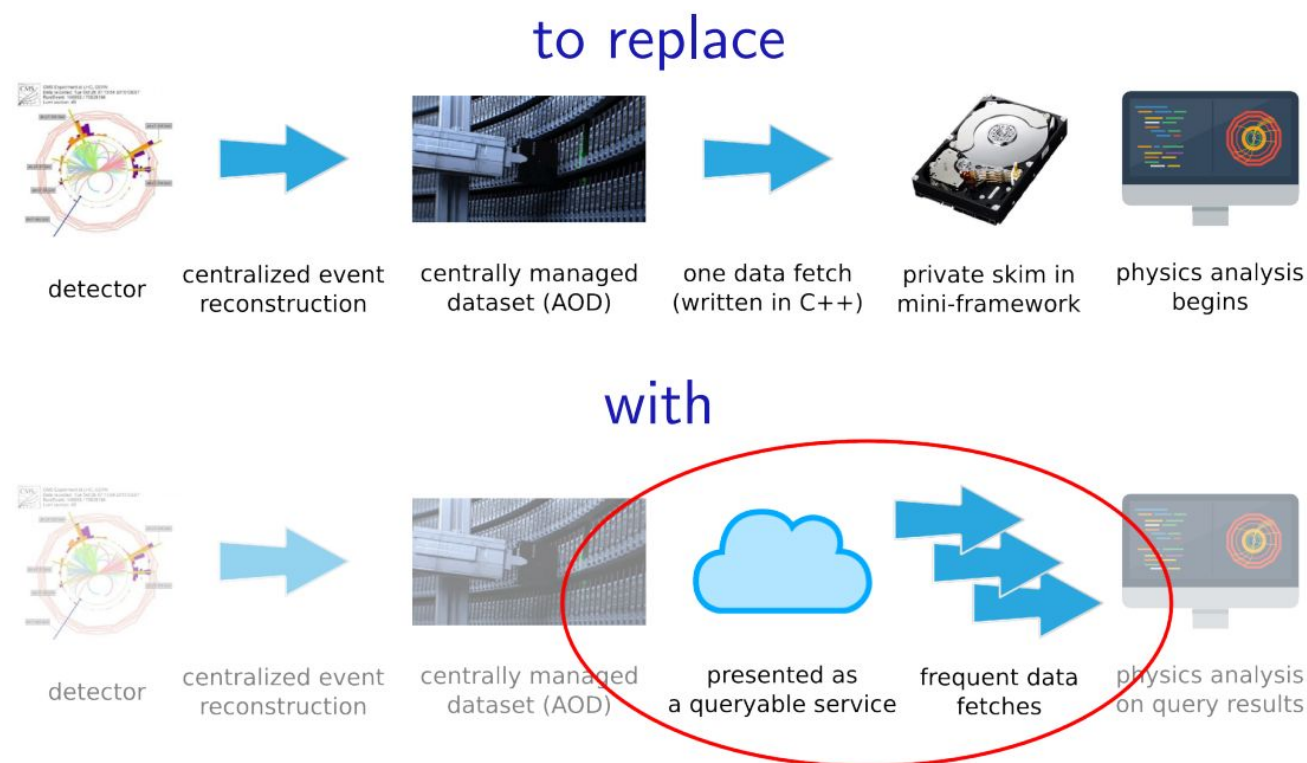 to replace
detector
centralized event
reconstruction
centrally managed
dataset (AOD)
one data fetch
(written in C++)
private skim in
mini-framework
physics analysis
begins
with
detector
centralized event
reconstruction
centrally managed
dataset (AOD)
presented as
a queryable service
frequent data
fetches
physics analysis
on query results